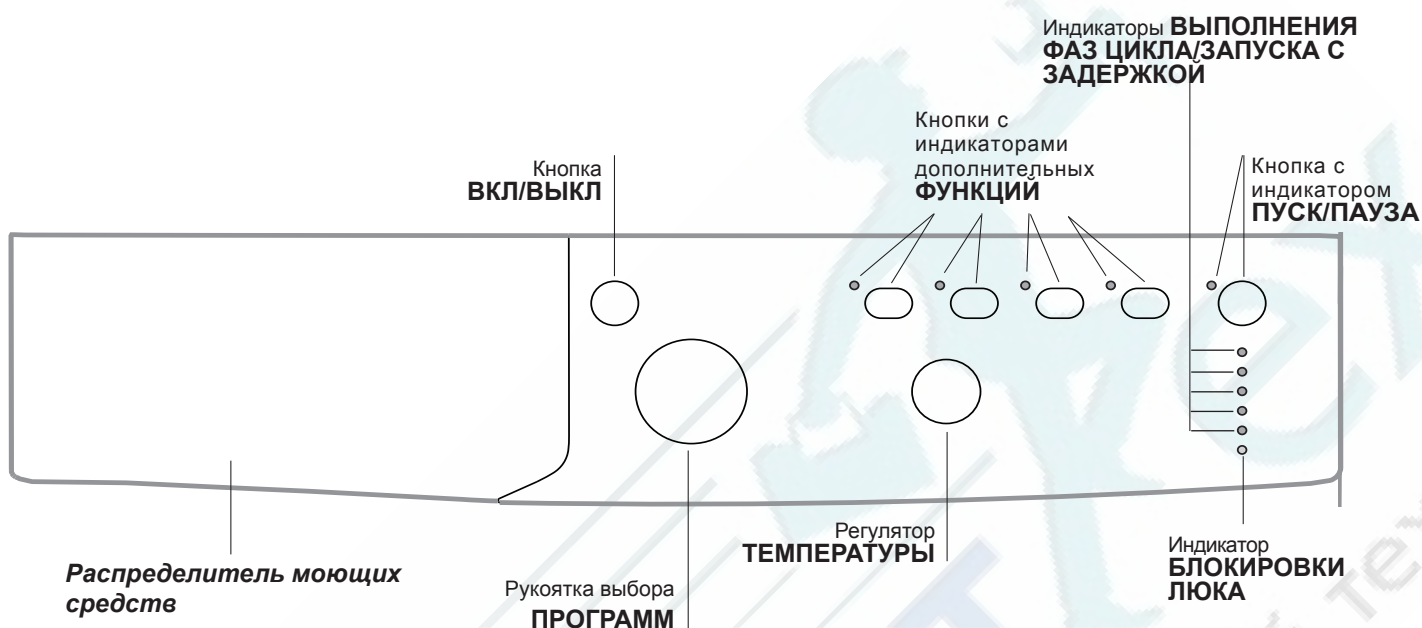 Индикаторы ВЫПОЛНЕНИЯ
ФАЗ ЦИКЛА/ЗАПУСКА С
ЗАДЕРЖКОЙ
Кнопки с
индикаторами
дополнительных
ФУНКЦИЙ
Кнопка
ВКЛ/ВЫКЛ
Кнопка с
индикатором
ПУСК/ПАУЗА
Распределитель моющих
средств
Рукоятка выбора
ПРОГРАММ
Регулятор
ТЕМПЕРАТУРЫ
Индикатор
БЛОКИРОВКИ
ЛЮКА